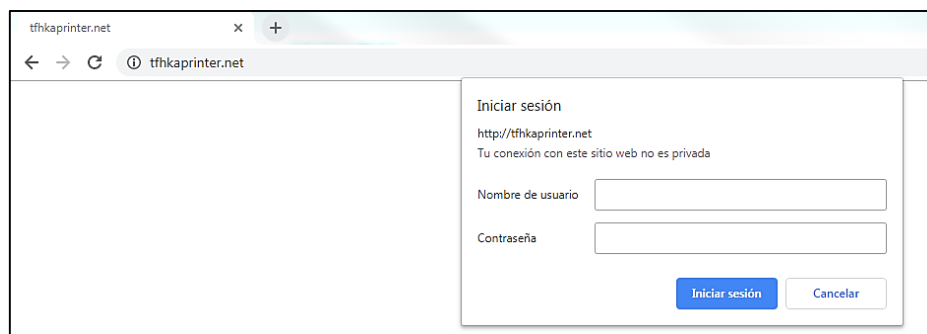 tfhkaprinter.net
tfhkaprinter.net
Iniciar sesión
http://tfhkaprinter.net
Tu conexión con este sitio web no es privada
Nombre de usuario
Contraseña
Iniciar sesión Cancelar